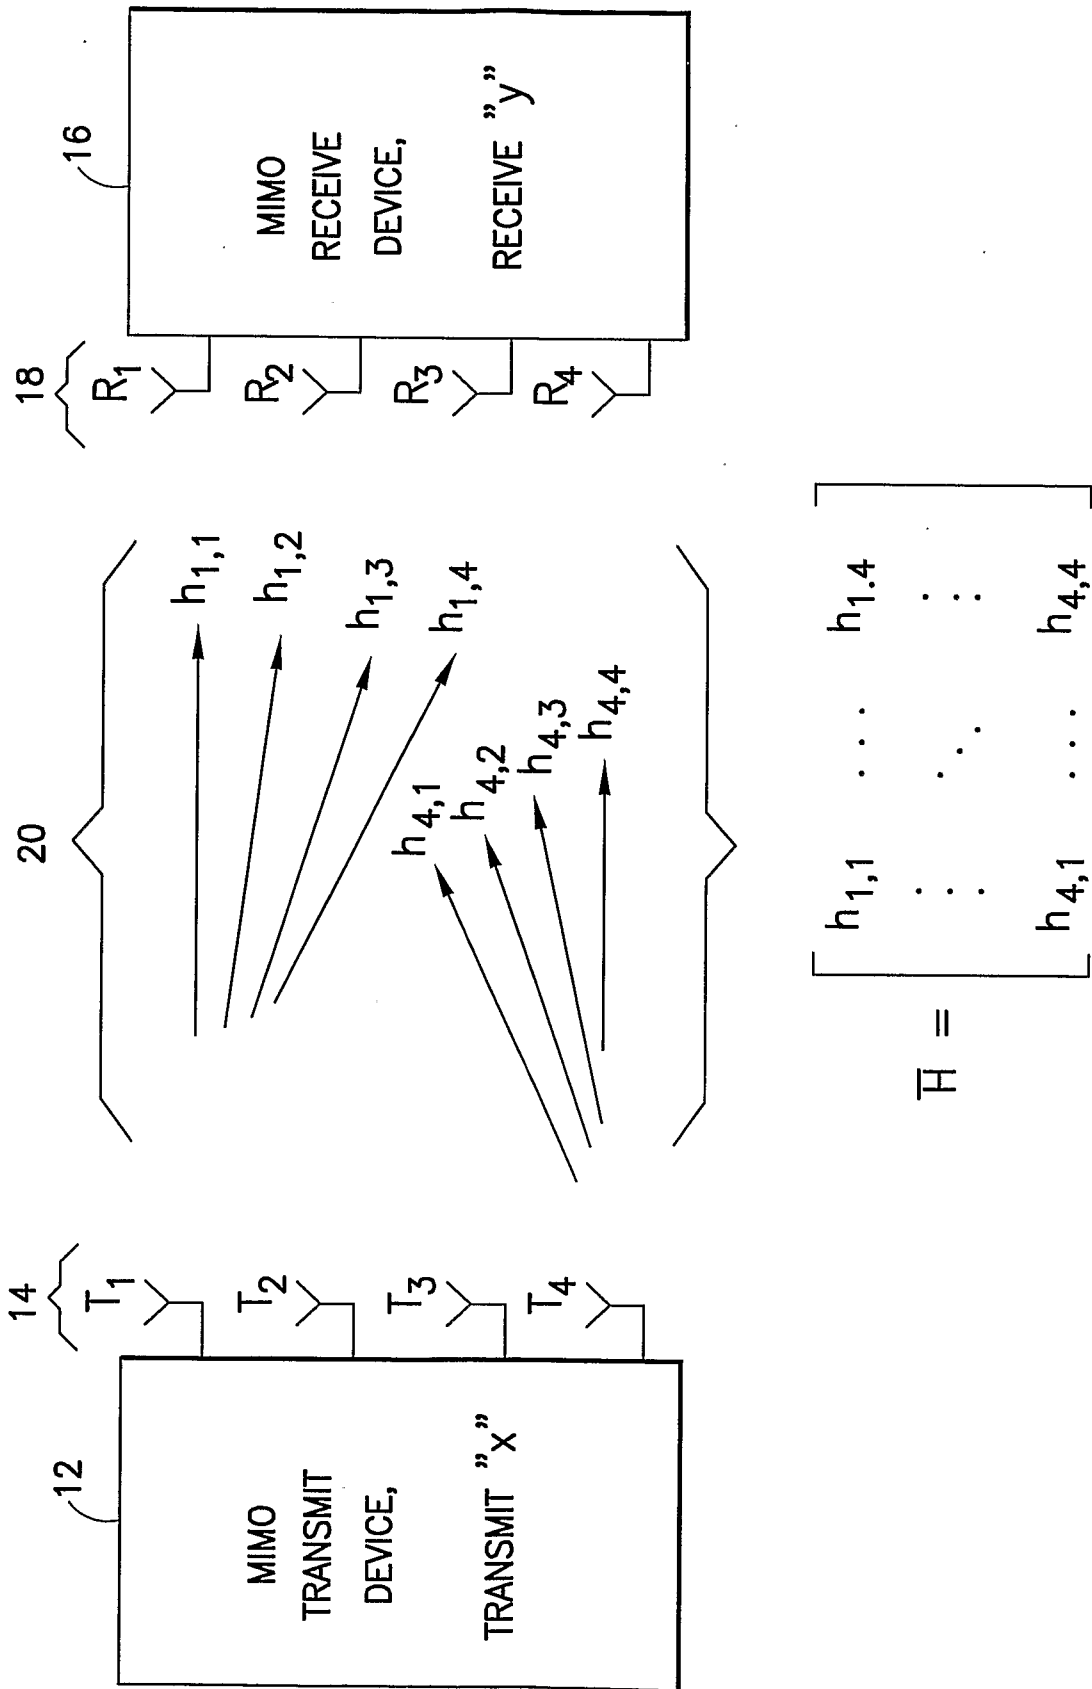 12
MIMO
TRANSMIT
DEVICE,
TRANSMIT "x"
14
T1
T2
T3
T4
20
h1,1
h1,2
h1,3
h1,4
h4,1
h4,2
h4,3
h4,4
18
R1
R2
R3
R4
16
MIMO
RECEIVE
DEVICE,
RECEIVE "y"
H̅ =
h1,1 . . . h1.4
. . . . . . . . .
h4,1 . . . h4,4